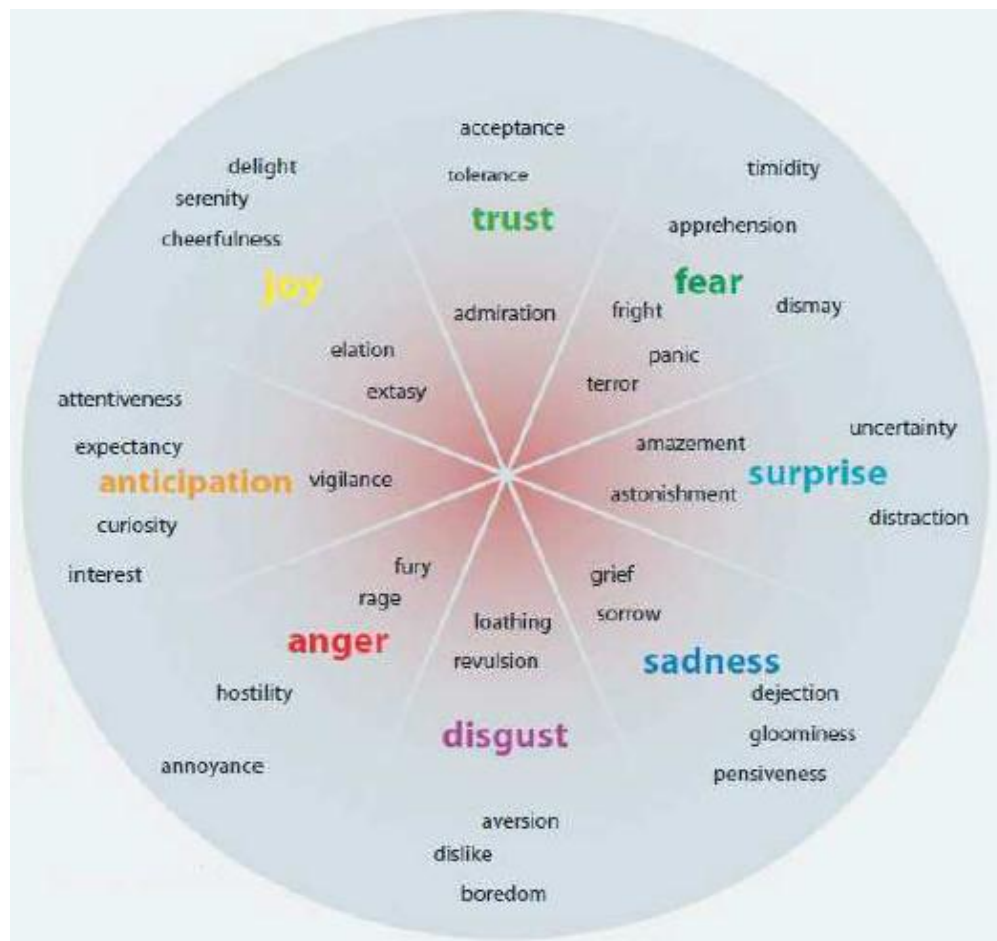 acceptance
tolerance
trust
admiration
timidity
apprehension
fear
fright
dismay
panic
terror
uncertainty
amazement
surprise
astonishment
distraction
grief
sorrow
sadness
dejection
gloominess
pensiveness
loathing
revulsion
disgust
aversion
dislike
boredom
fury
rage
anger
hostility
annoyance
attentiveness
expectancy
anticipation
vigilance
curiosity
interest
delight
serenity
cheerfulness
joy
elation
extasy